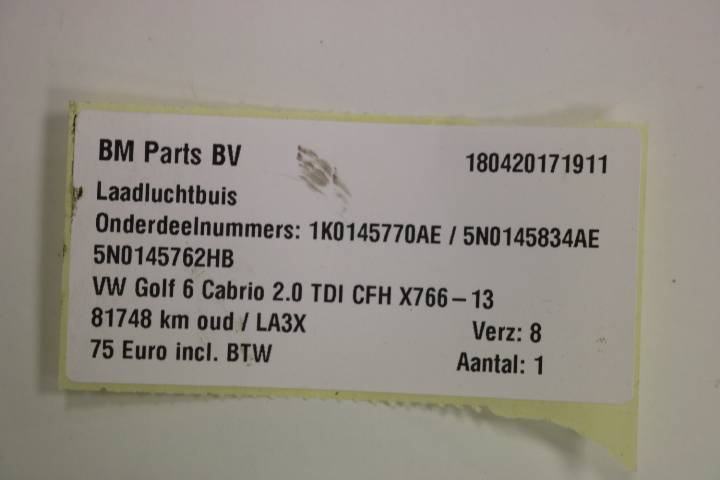 BM Parts BV 180420171911
Laadluchtbuis
Onderdeelnummers: 1K0145770AE / 5N0145834AE
5N0145762HB
VW Golf 6 Cabrio 2.0 TDI CFH X766-13
81748 km oud / LA3X Verz: 8
75 Euro incl. BTW Aantal: 1